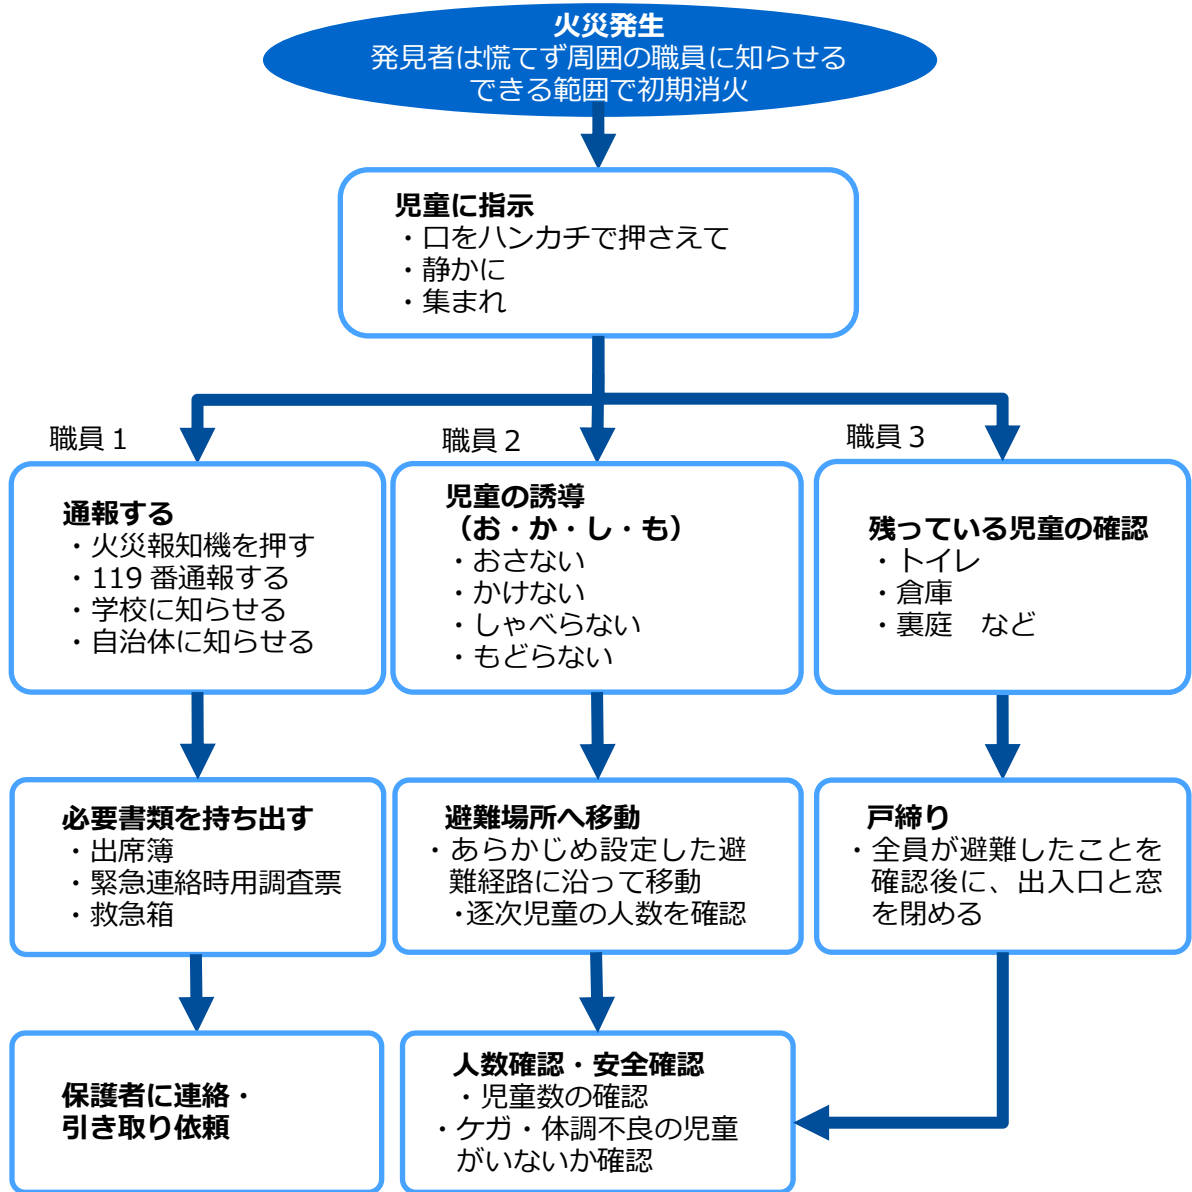 火災発生
発見者は慌てず周囲の職員に知らせる
できる範囲で初期消火
児童に指示
・口をハンカチで押さえて
・静かに
・集まれ
職員１
通報する
・火災報知機を押す
・119 番通報する
・学校に知らせる
・自治体に知らせる
職員２
児童の誘導
（お・か・し・も）
・おさない
・かけない
・しゃべらない
・もどらない
職員３
残っている児童の確認
・トイレ
・倉庫
・裏庭　など
必要書類を持ち出す
・出席簿
・緊急連絡時用調査票
・救急箱
避難場所へ移動
・あらかじめ設定した避
難経路に沿って移動
・逐次児童の人数を確認
戸締り
・全員が避難したことを
確認後に、出入口と窓
を閉める
保護者に連絡・
引き取り依頼
人数確認・安全確認
・児童数の確認
・ケガ・体調不良の児童
がいないか確認